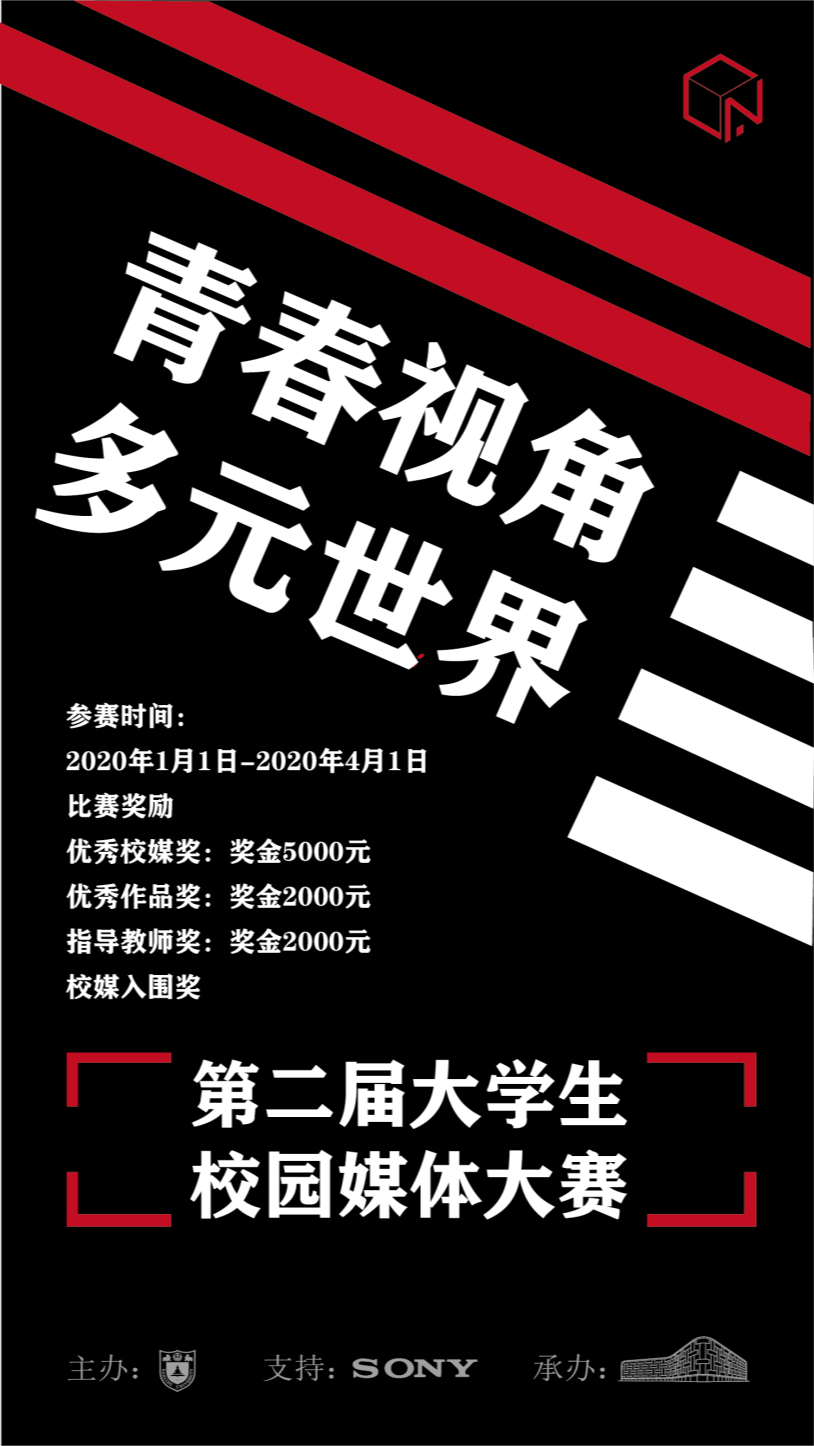 青春视角
多元世界
参赛时间：
2020年1月1日-2020年4月1日
比赛奖励
优秀校媒奖：奖金5000元
优秀作品奖：奖金2000元
指导教师奖：奖金2000元
校媒入围奖
第二届大学生
校园媒体大赛
主办： 支持：SONY 承办：